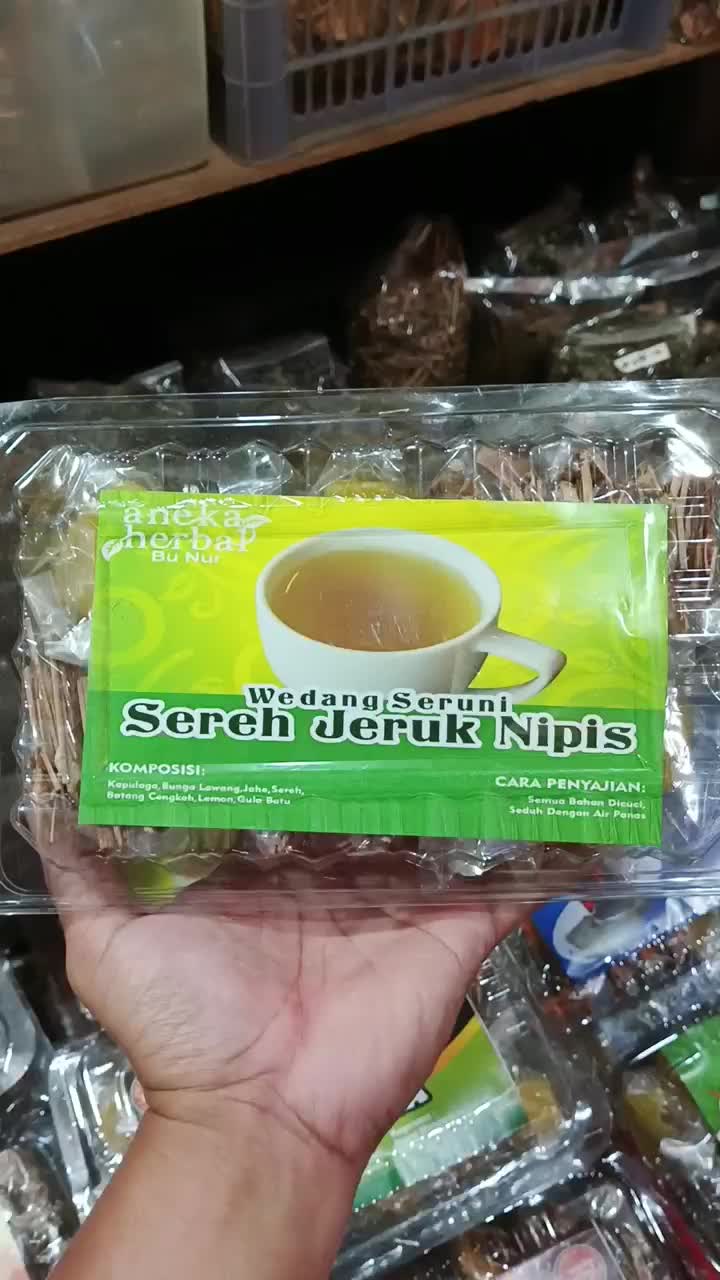 aneka
herbal
Bu Nur
Wedang Seruni
Sereh Jeruk Nipis
KOMPOSISI:
Kapulaga, Bunga Lawang, Jahe, Sereh,
Batang Cengkeh, Lemon, Gula Batu
CARA PENYAJIAN:
Semua Bahan Dicuci,
Seduh Dengan Air Panas